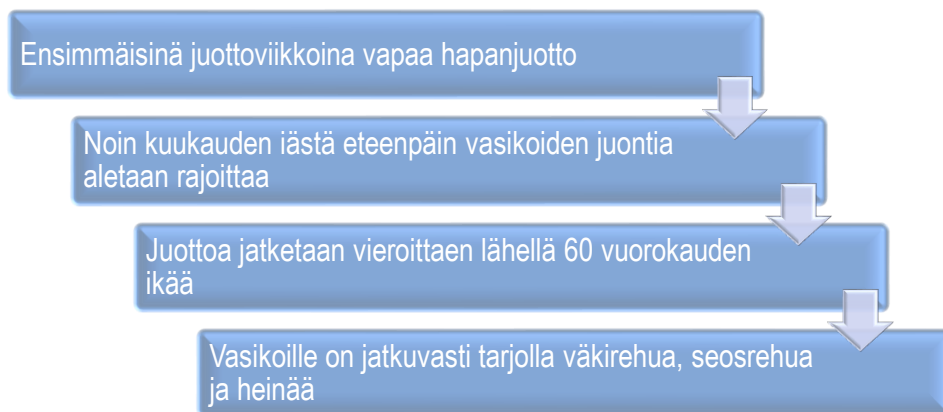 Ensimmäisinä juottoviikkoina vapaa hapanjuotto
Noin kuukauden iästä eteenpäin vasikoiden juontia
aletaan rajoittaa
Juottoa jatketaan vieroittaen lähellä 60 vuorokauden
ikää
Vasikoille on jatkuvasti tarjolla väkirehua, seosrehua
ja heinää